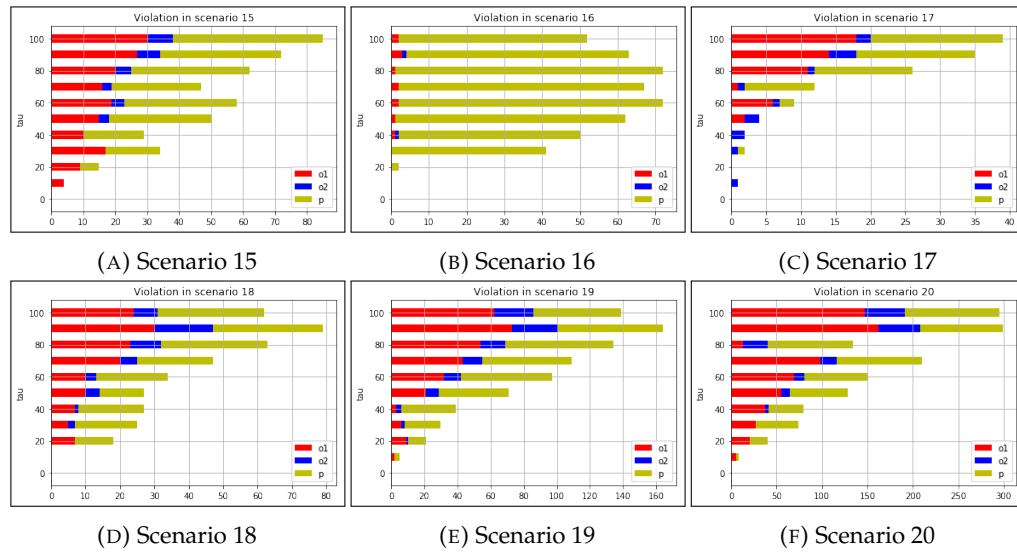 Violation in scenario 15
100
80
60
40
20
0
tau
0 10 20 30 40 50 60 70 80
o1
o2
p
(A) Scenario 15
Violation in scenario 16
100
80
60
40
20
0
tau
0 10 20 30 40 50 60 70
o1
o2
p
(B) Scenario 16
Violation in scenario 17
100
80
60
40
20
0
tau
0 5 10 15 20 25 30 35 40
o1
o2
p
(C) Scenario 17
Violation in scenario 18
100
80
60
40
20
0
tau
0 10 20 30 40 50 60 70 80
o1
o2
p
(D) Scenario 18
Violation in scenario 19
100
80
60
40
20
0
tau
0 20 40 60 80 100 120 140 160
o1
o2
p
(E) Scenario 19
Violation in scenario 20
100
80
60
40
20
0
tau
0 50 100 150 200 250 300
o1
o2
p
(F) Scenario 20